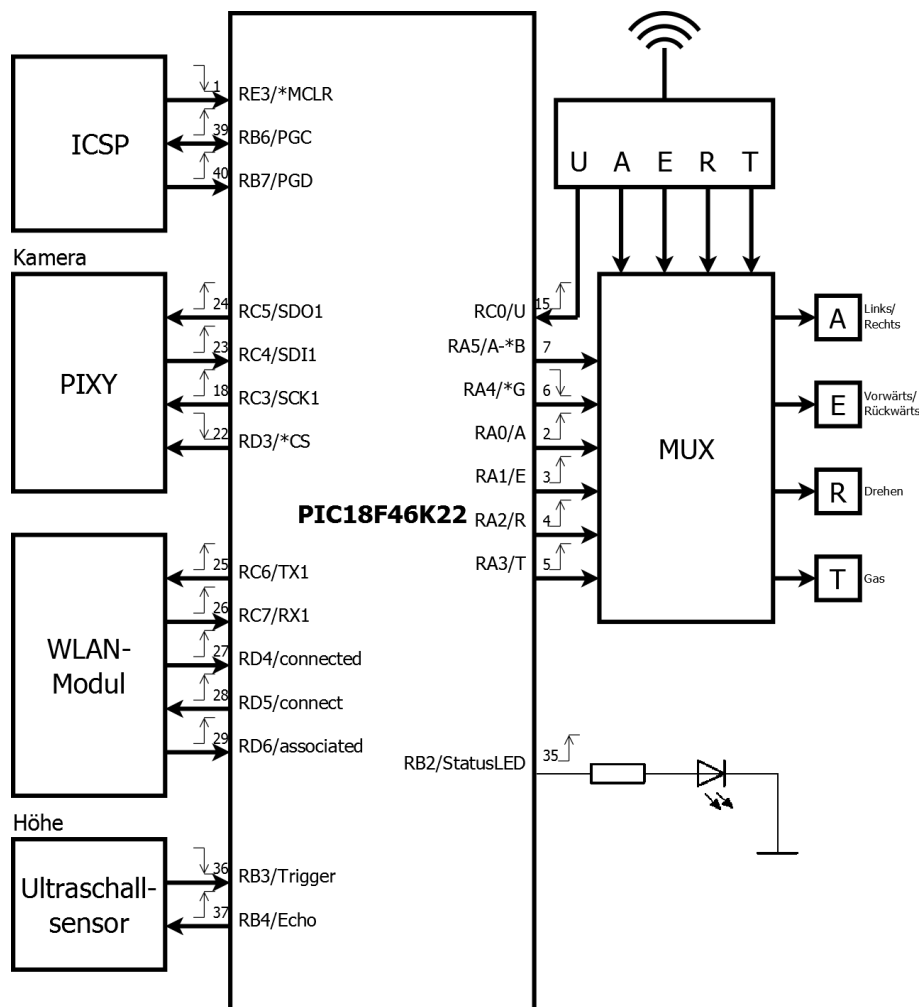 ICSP
1
RE3/*MCLR
39
RB6/PGC
40
RB7/PGD
Kamera
PIXY
24
RC5/SDO1
23
RC4/SDI1
18
RC3/SCK1
22
RD3/*CS
WLAN-
Modul
25
RC6/TX1
26
RC7/RX1
27
RD4/connected
28
RD5/connect
29
RD6/associated
Höhe
Ultraschall-
sensor
36
RB3/Trigger
37
RB4/Echo
PIC18F46K22
U A E R T
RC0/U
15
RA5/A-*B
7
RA4/*G
6
RA0/A
2
RA1/E
3
RA2/R
4
RA3/T
5
MUX
A
Links/
Rechts
E
Vorwärts/
Rückwärts
R
Drehen
T
Gas
RB2/StatusLED
35